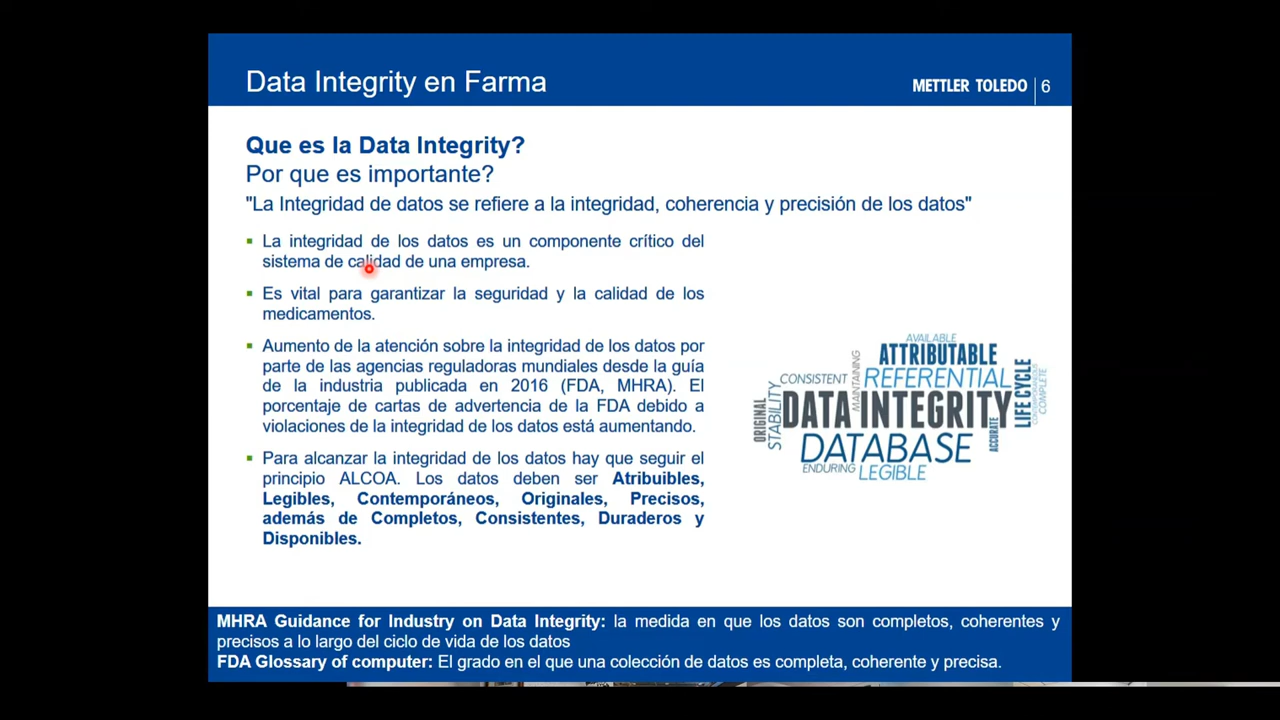 Data Integrity en Farma
METTLER TOLEDO 6
Que es la Data Integrity?
Por que es importante?
"La Integridad de datos se refiere a la integridad, coherencia y precisión de los datos"
La integridad de los datos es un componente crítico del
sistema de calidad de una empresa.
Es vital para garantizar la seguridad y la calidad de los
medicamentos.
Aumento de la atención sobre la integridad de los datos por
parte de las agencias reguladoras mundiales desde la guía
de la industria publicada en 2016 (FDA, MHRA). El
porcentaje de cartas de advertencia de la FDA debido a
violaciones de la integridad de los datos está aumentando.
Para alcanzar la integridad de los datos hay que seguir el
principio ALCOA. Los datos deben ser Atribuibles,
Legibles, Contemporáneos, Originales, Precisos,
además de Completos, Consistentes, Duraderos y
Disponibles.
AVAILABLE
ATTRIBUTABLE
CONSISTENT
MAINTAINING
REFERENTIAL
ORIGINAL
STABILITY
DATA INTEGRITY
LIFE CYCLE
COMPLETE
ACCURATE
DATABASE
ENDURING
LEGIBLE
MHRA Guidance for Industry on Data Integrity: la medida en que los datos son completos, coherentes y
precisos a lo largo del ciclo de vida de los datos
FDA Glossary of computer: El grado en el que una colección de datos es completa, coherente y precisa.